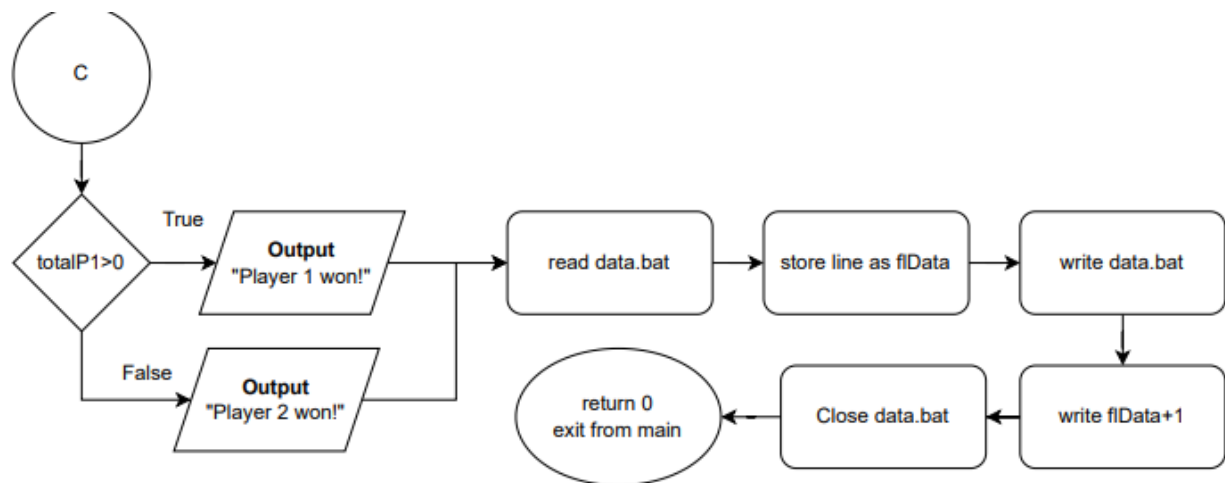 C
totalP1>0
True
Output
"Player 1 won!"
False
Output
"Player 2 won!"
read data.bat
store line as flData
write data.bat
write flData+1
Close data.bat
return 0
exit from main